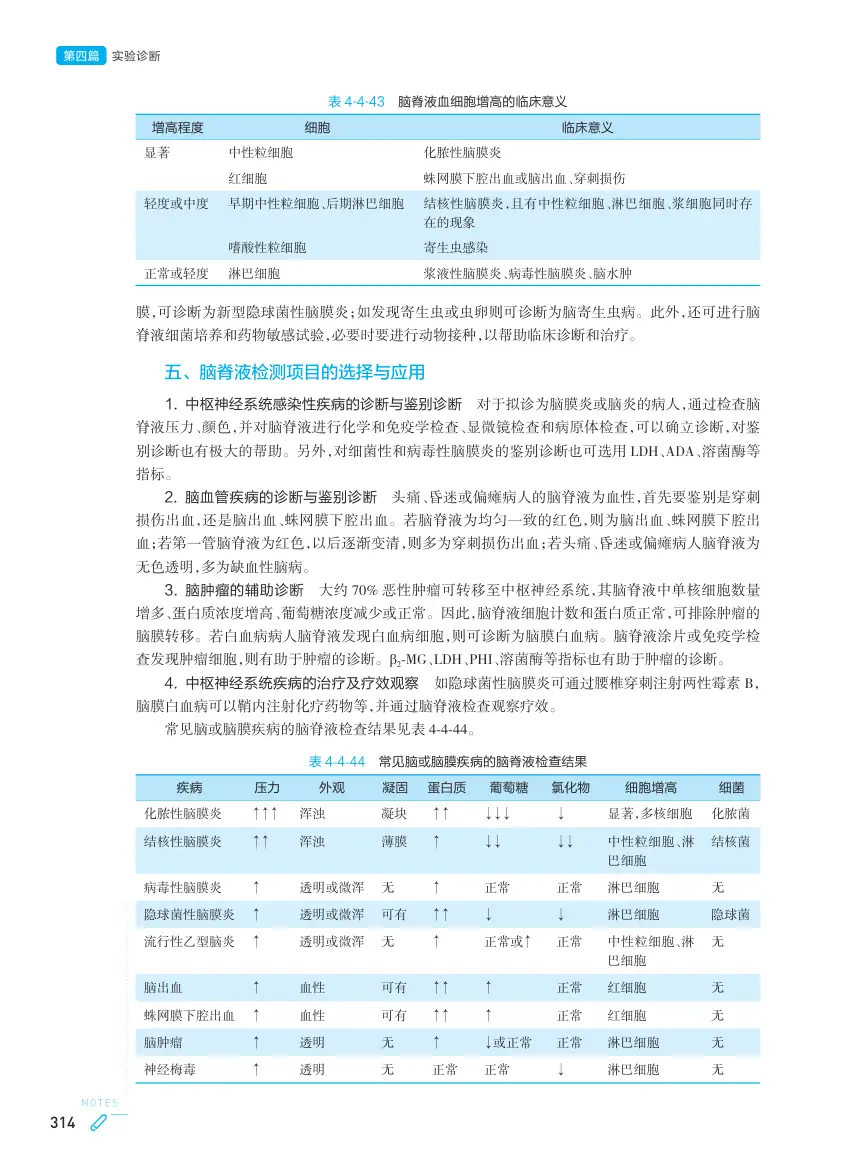 第四篇 实验诊断
表 4-4-43 脑脊液血细胞增高的临床意义
增高程度 细胞 临床意义
显著 中性粒细胞 化脓性脑膜炎
红细胞 蛛网膜下腔出血或脑出血、穿刺损伤
轻度或中度 早期中性粒细胞、后期淋巴细胞 结核性脑膜炎,且有中性粒细胞、淋巴细胞、浆细胞同时存
在的现象
嗜酸性粒细胞 寄生虫感染
正常或轻度 淋巴细胞 浆液性脑膜炎、病毒性脑膜炎、脑水肿
膜,可诊断为新型隐球菌性脑膜炎;如发现寄生虫或虫卵则可诊断为脑寄生虫病。此外,还可进行脑
脊液细菌培养和药物敏感试验,必要时要进行动物接种,以帮助临床诊断和治疗。
五、脑脊液检测项目的选择与应用
1. 中枢神经系统感染性疾病的诊断与鉴别诊断 对于拟诊为脑膜炎或脑炎的病人,通过检查脑
脊液压力、颜色,并对脑脊液进行化学和免疫学检查、显微镜检查和病原体检查,可以确立诊断,对鉴
别诊断也有极大的帮助。另外,对细菌性和病毒性脑膜炎的鉴别诊断也可选用 LDH、ADA、溶菌酶等
指标。
2. 脑血管疾病的诊断与鉴别诊断 头痛、昏迷或偏瘫病人的脑脊液为血性,首先要鉴别是穿刺
损伤出血,还是脑出血、蛛网膜下腔出血。若脑脊液为均匀一致的红色,则为脑出血、蛛网膜下腔出
血;若第一管脑脊液为红色,以后逐渐变清,则多为穿刺损伤出血;若头痛、昏迷或偏瘫病人脑脊液为
无色透明,多为缺血性脑病。
3. 脑肿瘤的辅助诊断 大约 70% 恶性肿瘤可转移至中枢神经系统,其脑脊液中单核细胞数量
增多、蛋白质浓度增高、葡萄糖浓度减少或正常。因此,脑脊液细胞计数和蛋白质正常,可排除肿瘤的
脑膜转移。若白血病病人脑脊液发现白血病细胞,则可诊断为脑膜白血病。脑脊液涂片或免疫学检
查发现肿瘤细胞,则有助于肿瘤的诊断。β₂-MG、LDH、PHI、溶菌酶等指标也有助于肿瘤的诊断。
4. 中枢神经系统疾病的治疗及疗效观察 如隐球菌性脑膜炎可通过腰椎穿刺注射两性霉素 B,
脑膜白血病可以鞘内注射化疗药物等,并通过脑脊液检查观察疗效。
常见脑或脑膜疾病的脑脊液检查结果见表 4-4-44。
表 4-4-44 常见脑或脑膜疾病的脑脊液检查结果
疾病 压力 外观 凝固 蛋白质 葡萄糖 氯化物 细胞增高 细菌
化脓性脑膜炎 ↑↑↑ 浑浊 凝块 ↑↑ ↓↓↓ ↓ 显著,多核细胞 化脓菌
结核性脑膜炎 ↑↑ 浑浊 薄膜 ↑ ↓↓ ↓↓ 中性粒细胞、淋 结核菌
巴细胞
病毒性脑膜炎 ↑ 透明或微浑 无 ↑ 正常 正常 淋巴细胞 无
隐球菌性脑膜炎 ↑ 透明或微浑 可有 ↑↑ ↓ ↓ 淋巴细胞 隐球菌
流行性乙型脑炎 ↑ 透明或微浑 无 ↑ 正常或↑ 正常 中性粒细胞、淋 无
巴细胞
脑出血 ↑ 血性 可有 ↑↑ ↑ 正常 红细胞 无
蛛网膜下腔出血 ↑ 血性 可有 ↑↑ ↑ 正常 红细胞 无
脑肿瘤 ↑ 透明 无 ↑ ↓或正常 正常 淋巴细胞 无
神经梅毒 ↑ 透明 无 正常 正常 ↓ 淋巴细胞 无
NOTES
314